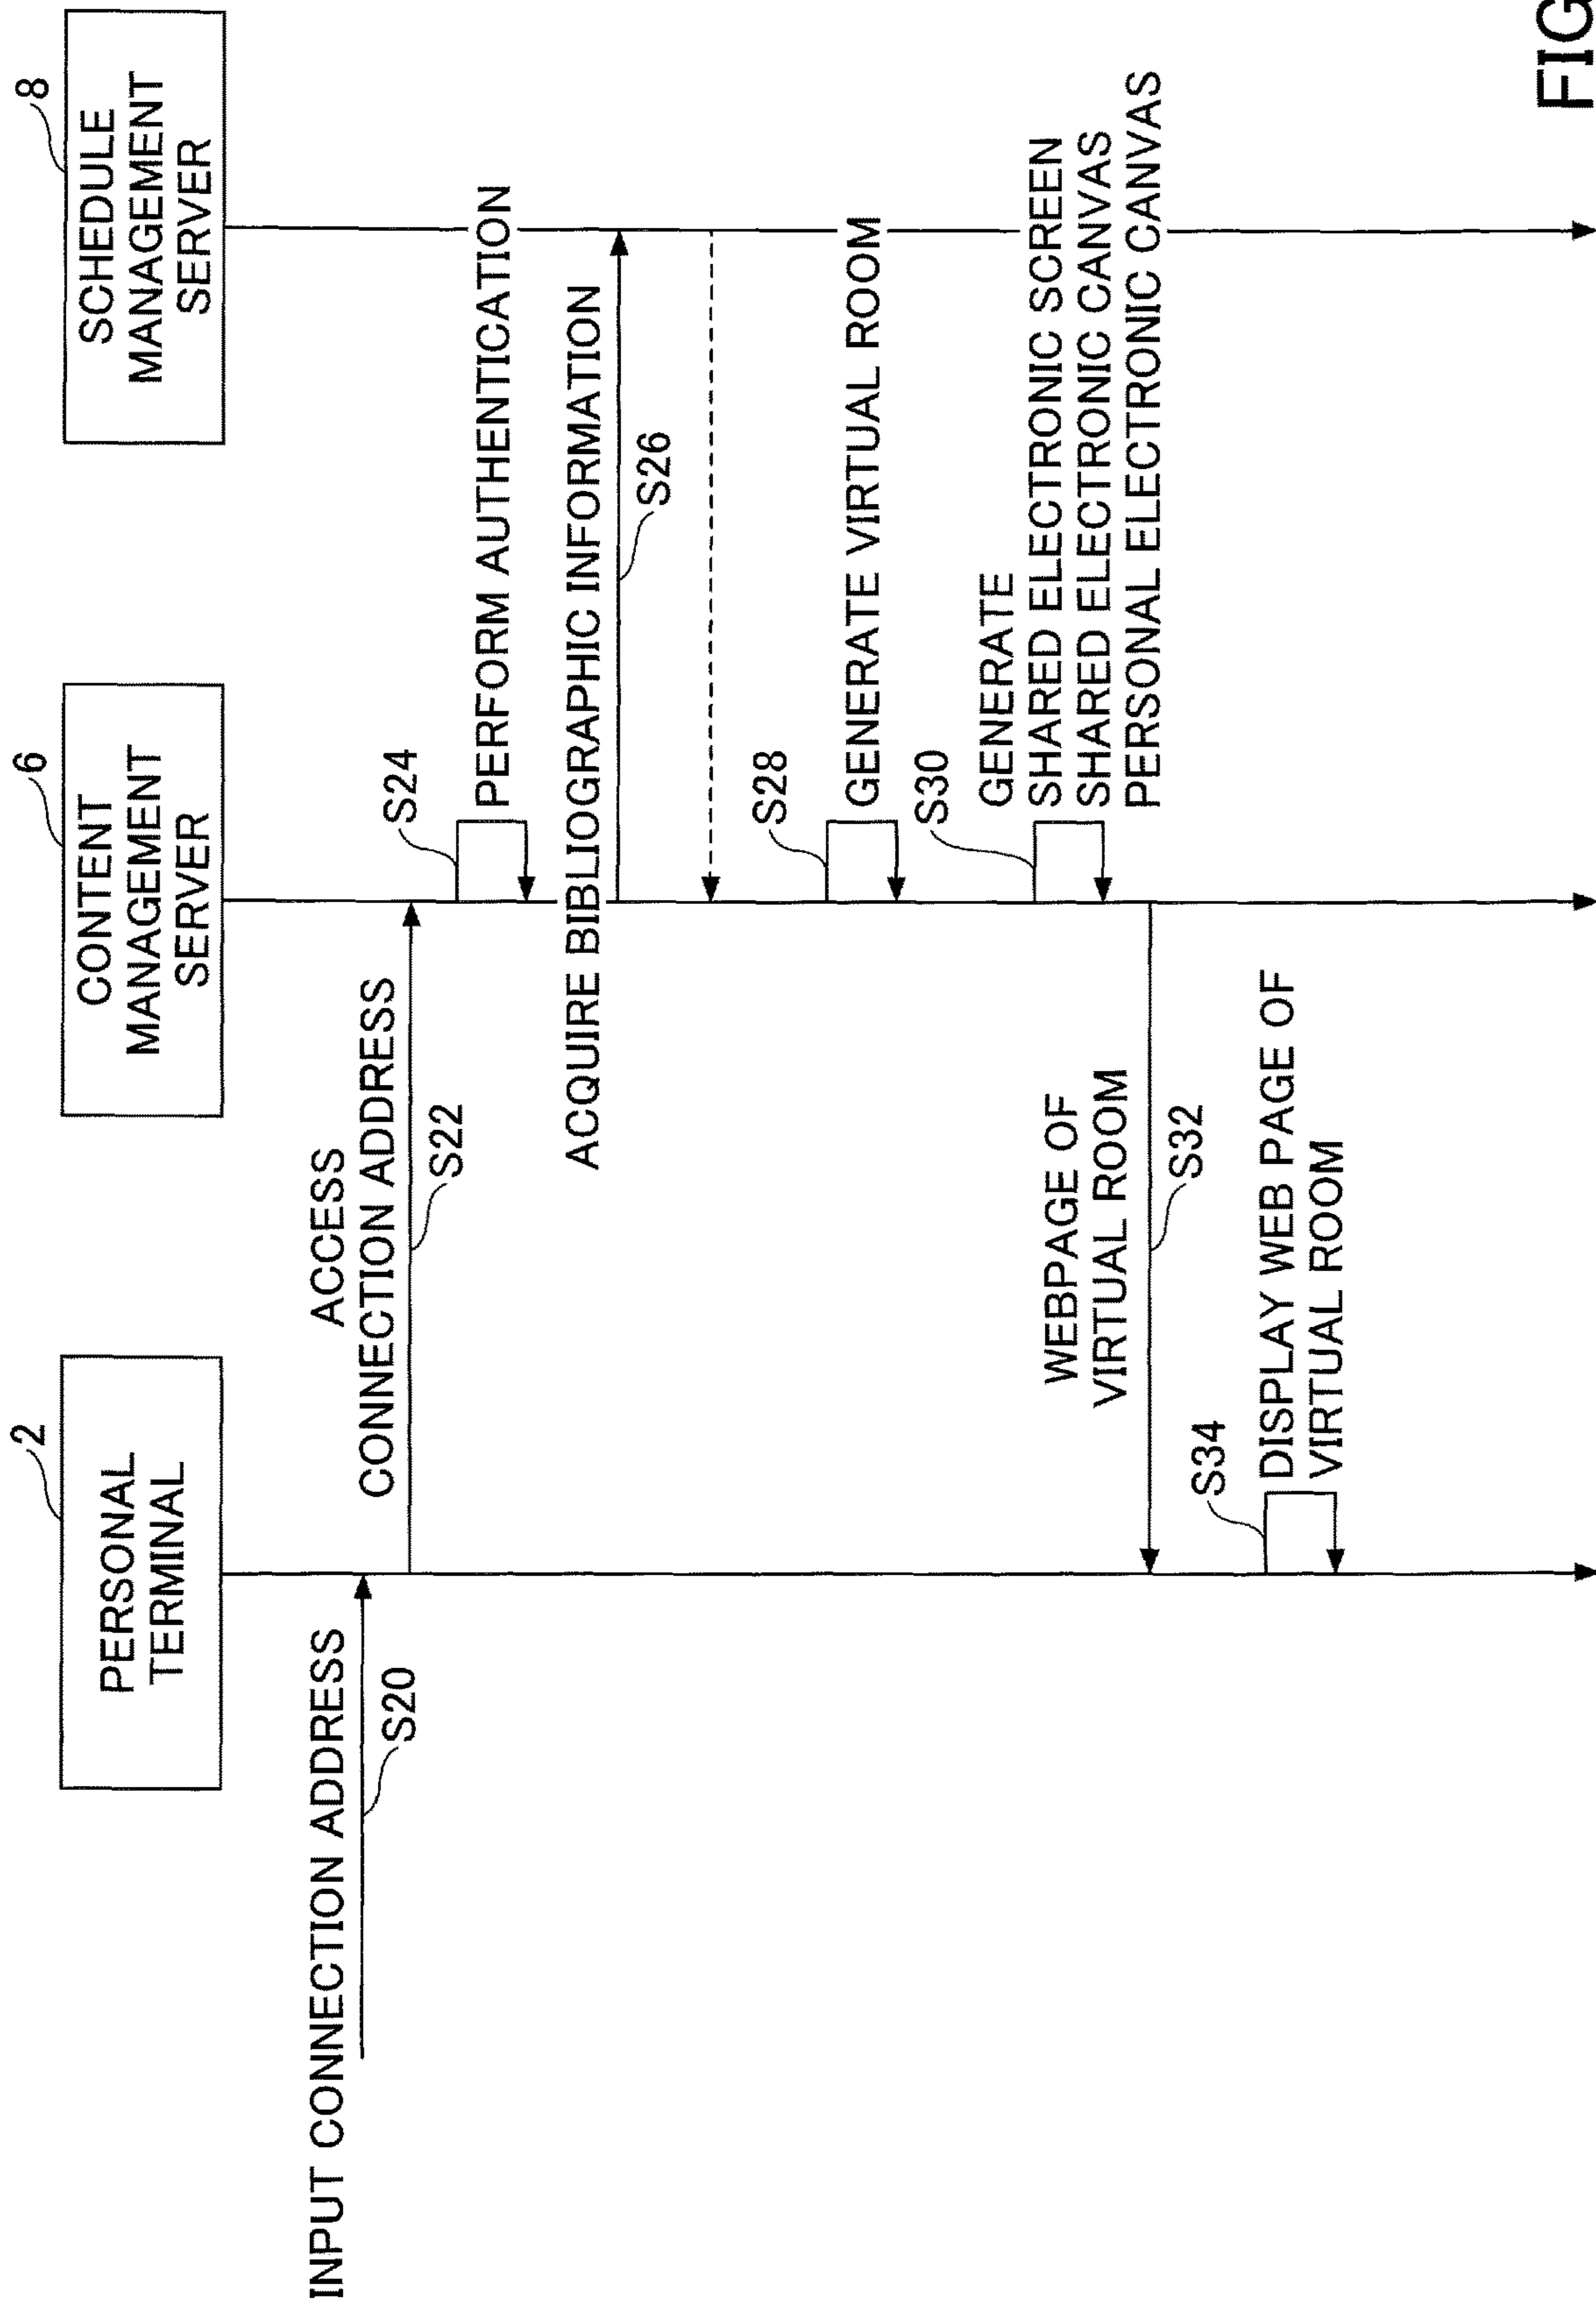 2
PERSONAL
TERMINAL
6
CONTENT
MANAGEMENT
SERVER
8
SCHEDULE
MANAGEMENT
SERVER
INPUT CONNECTION ADDRESS
S20
ACCESS
CONNECTION ADDRESS
S22
S24
PERFORM AUTHENTICATION
ACQUIRE BIBLIOGRAPHIC INFORMATION
S26
S28
GENERATE VIRTUAL ROOM
S30
GENERATE
SHARED ELECTRONIC SCREEN
SHARED ELECTRONIC CANVAS
PERSONAL ELECTRONIC CANVAS
WEBPAGE OF
VIRTUAL ROOM
S32
S34
DISPLAY WEB PAGE OF
VIRTUAL ROOM
FIG